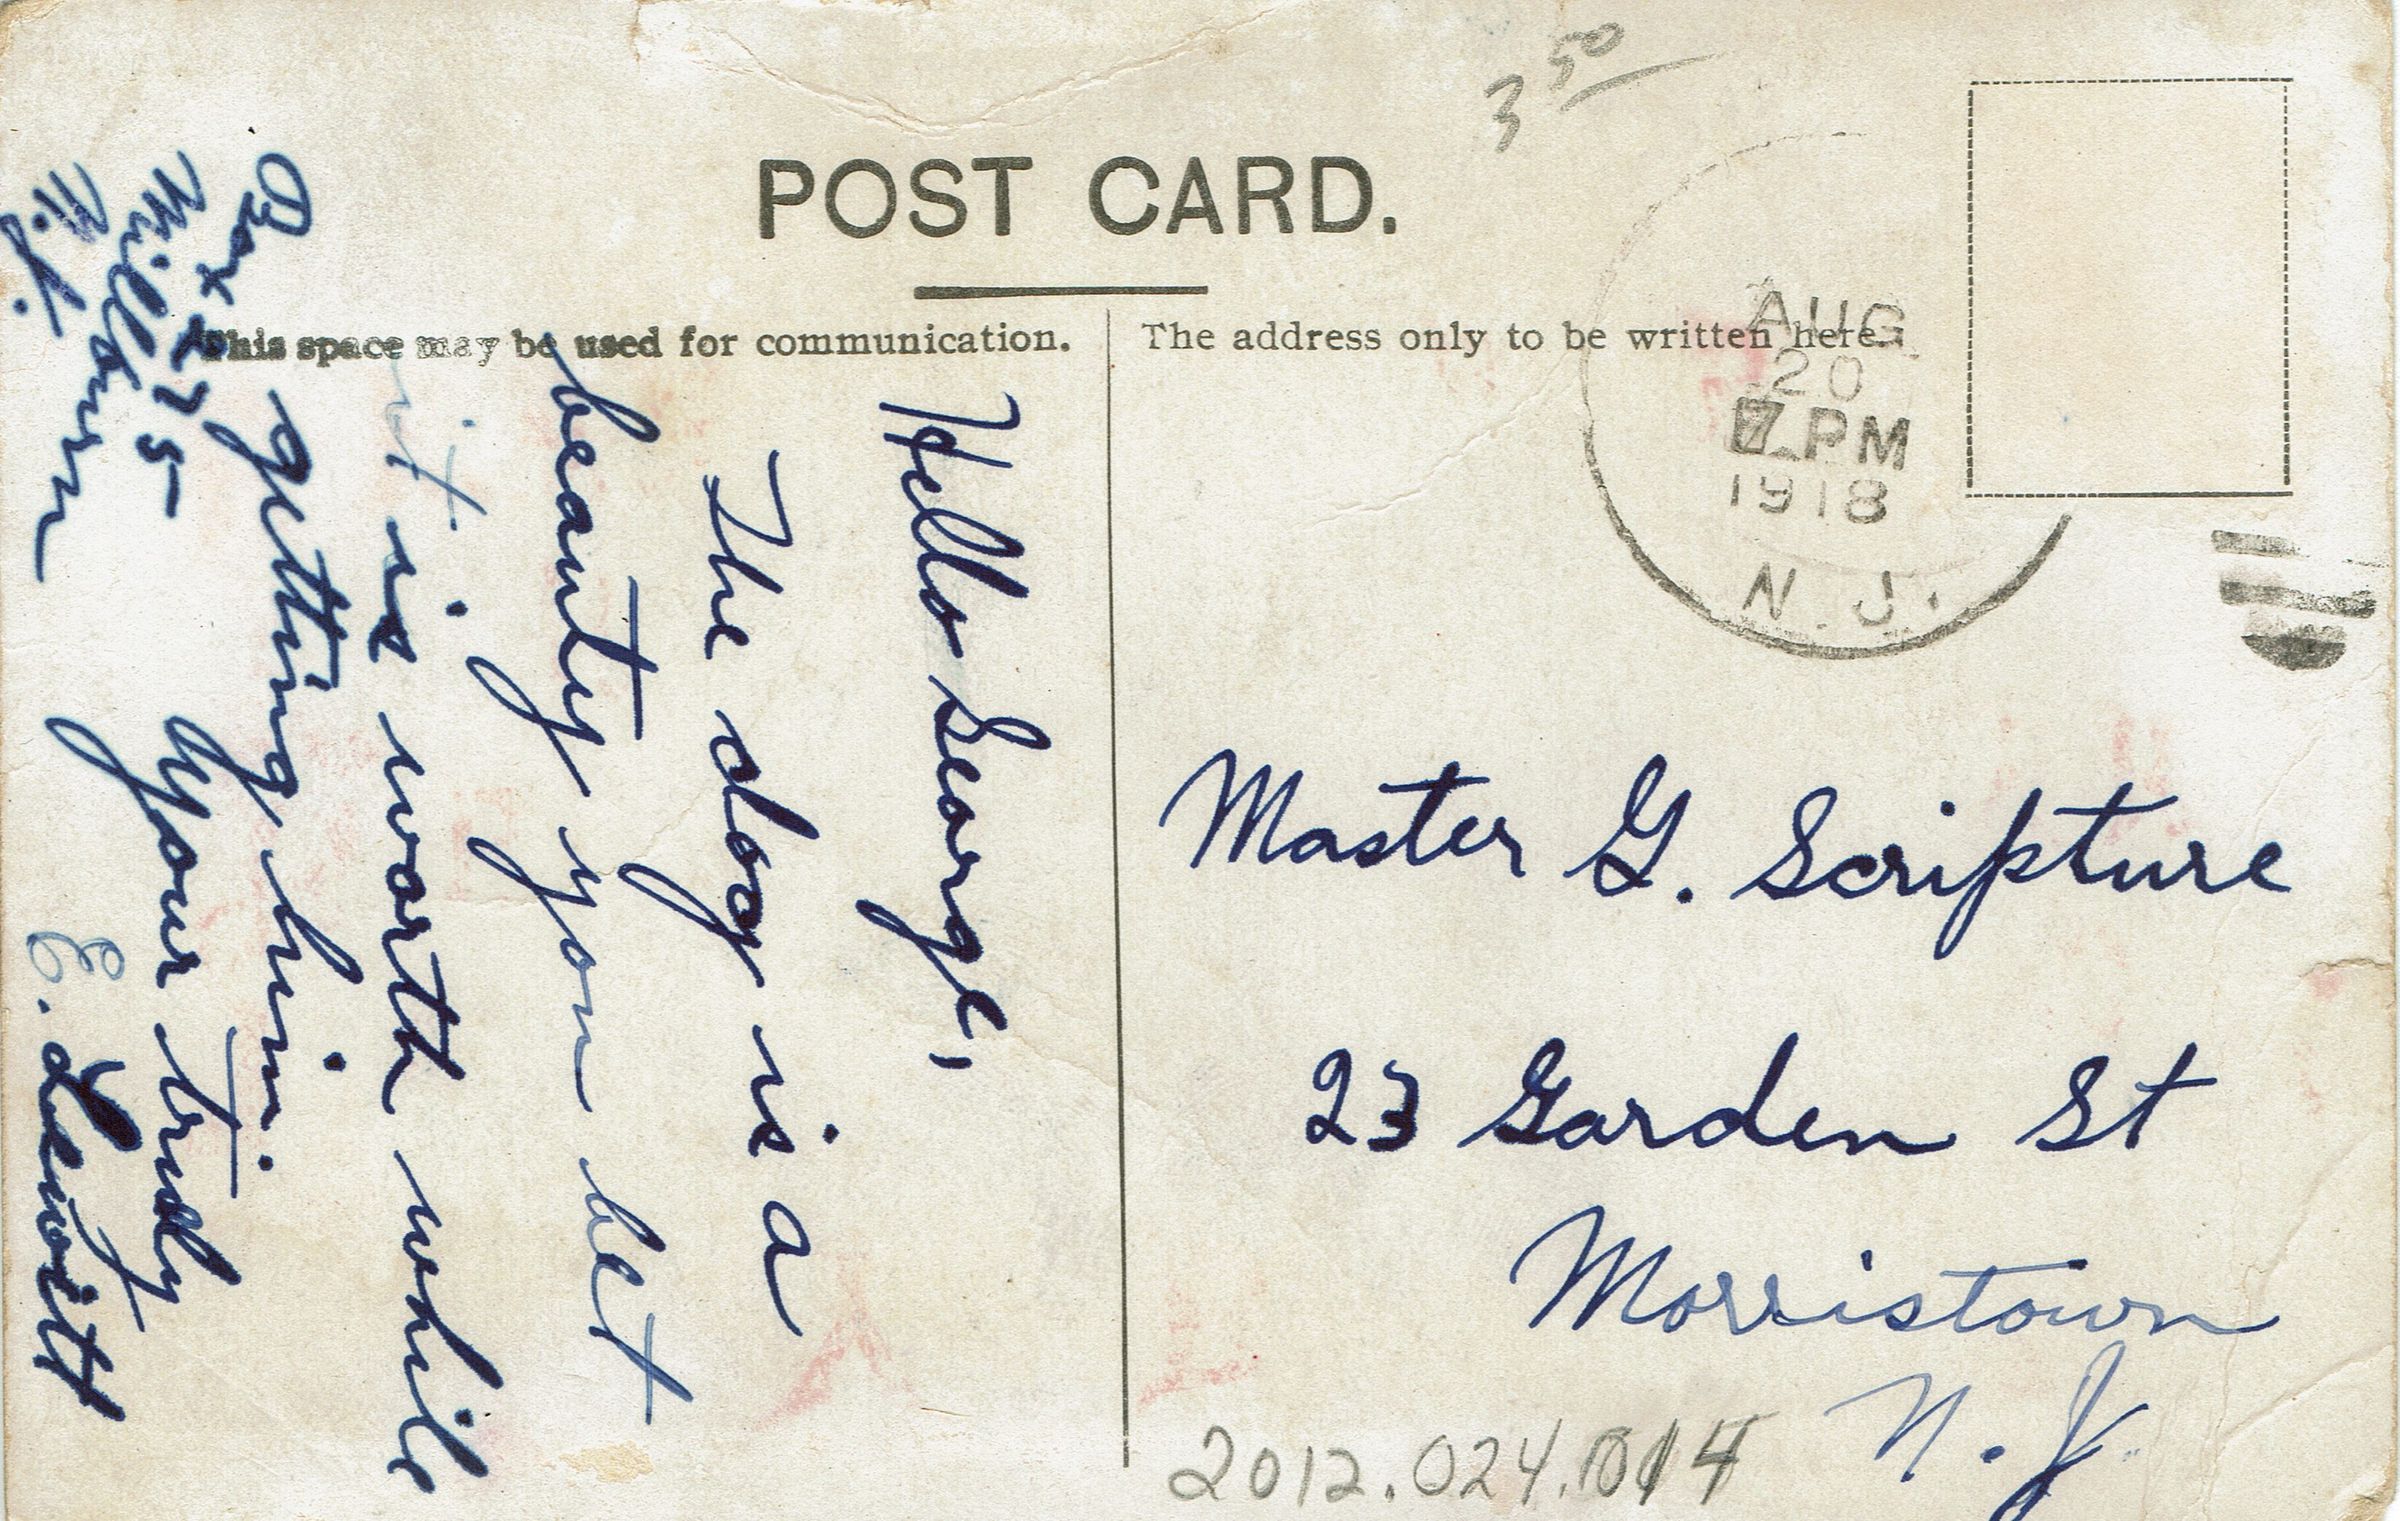 3 50
POST CARD.
This space may be used for communication.
The address only to be written here.
AUG
20
7 PM
1918
N. J.
Hello George,
The dog is a
beauty you bet
it is worth while
getting him.
Your truly
E. Dewitt
Box 275
Millburn
N.J.
Master G. Scripture
23 Garden St
Morristown
N. J.
2012.024.014